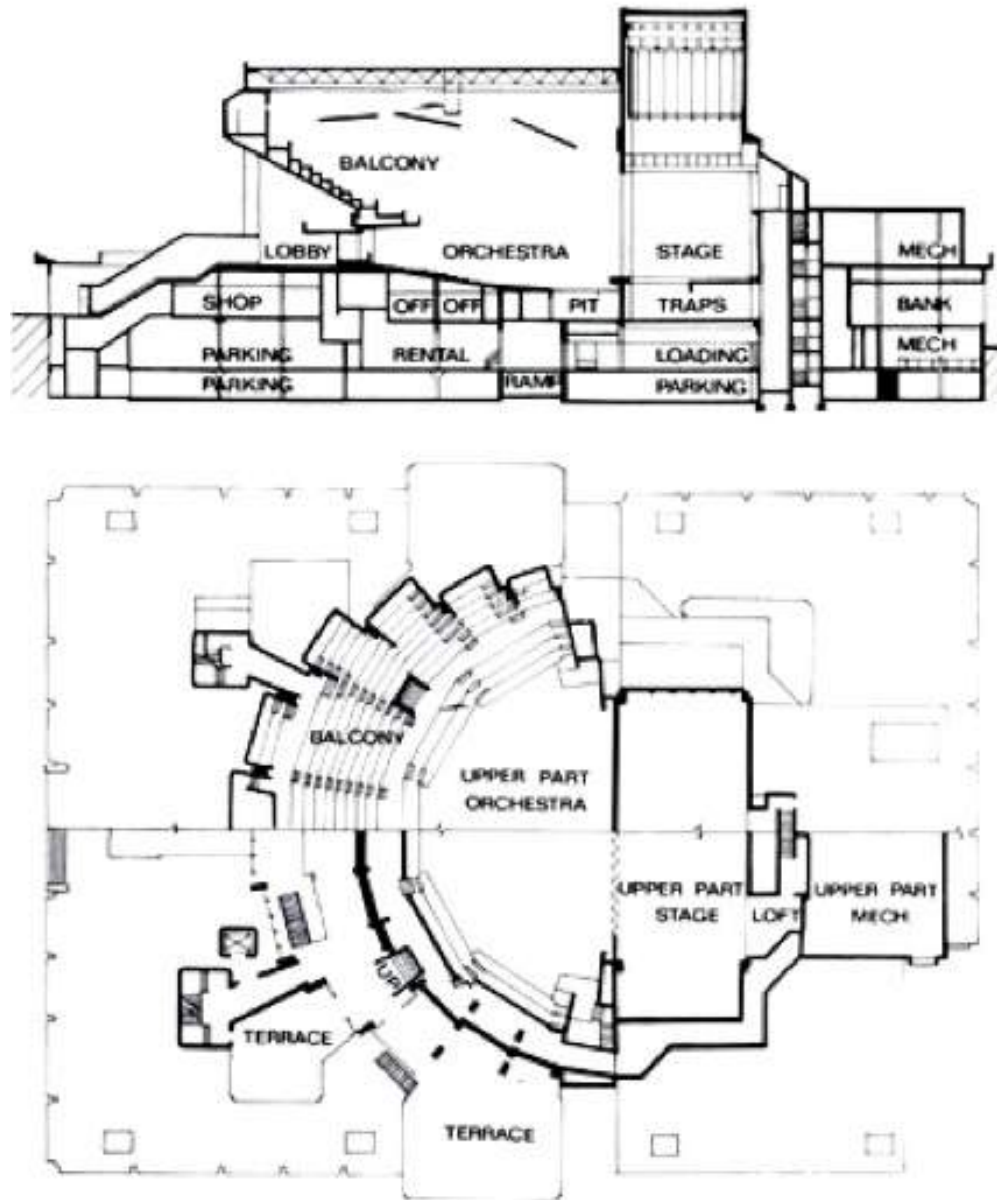 BALCONY
LOBBY ORCHESTRA STAGE MECH
SHOP OFF OFF PIT TRAPS BANK
PARKING RENTAL LOADING MECH
PARKING RAMP PARKING
BALCONY
UPPER PART
ORCHESTRA
UPPER PART
STAGE
LOFT
UPPER PART
MECH
UP
TERRACE
TERRACE